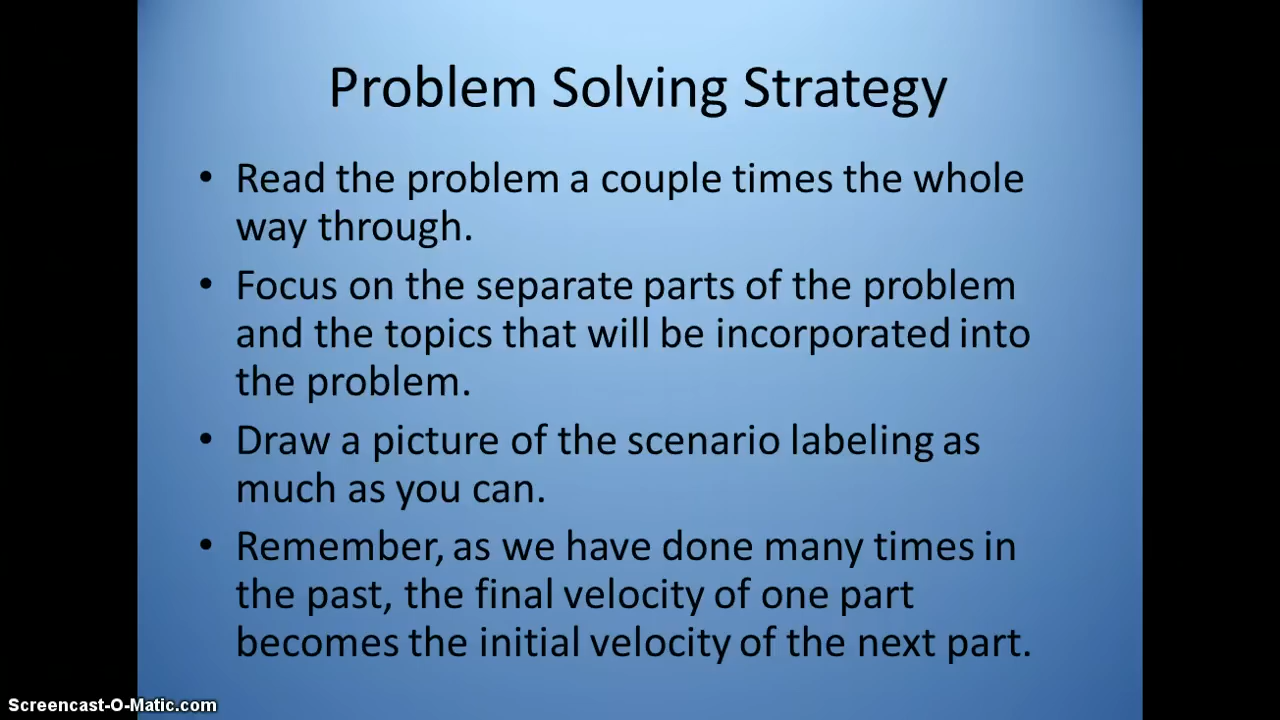 Problem Solving Strategy
• Read the problem a couple times the whole
way through.
• Focus on the separate parts of the problem
and the topics that will be incorporated into
the problem.
• Draw a picture of the scenario labeling as
much as you can.
• Remember, as we have done many times in
the past, the final velocity of one part
becomes the initial velocity of the next part.
Screencast-O-Matic.com